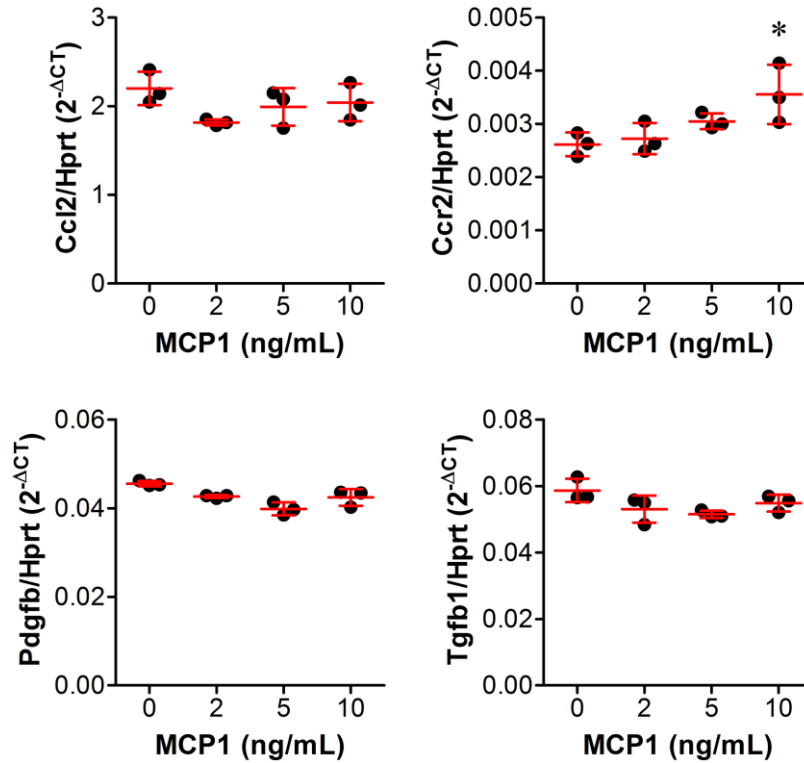 Ccl2/Hprt (2^-ΔCT)
3
2
1
0
0 2 5 10
MCP1 (ng/mL)
Ccr2/Hprt (2^-ΔCT)
0.005
0.004
0.003
0.002
0.001
0.000
*
0 2 5 10
MCP1 (ng/mL)
Pdgfb/Hprt (2^-ΔCT)
0.06
0.04
0.02
0.00
0 2 5 10
MCP1 (ng/mL)
Tgfb1/Hprt (2^-ΔCT)
0.08
0.06
0.04
0.02
0.00
0 2 5 10
MCP1 (ng/mL)